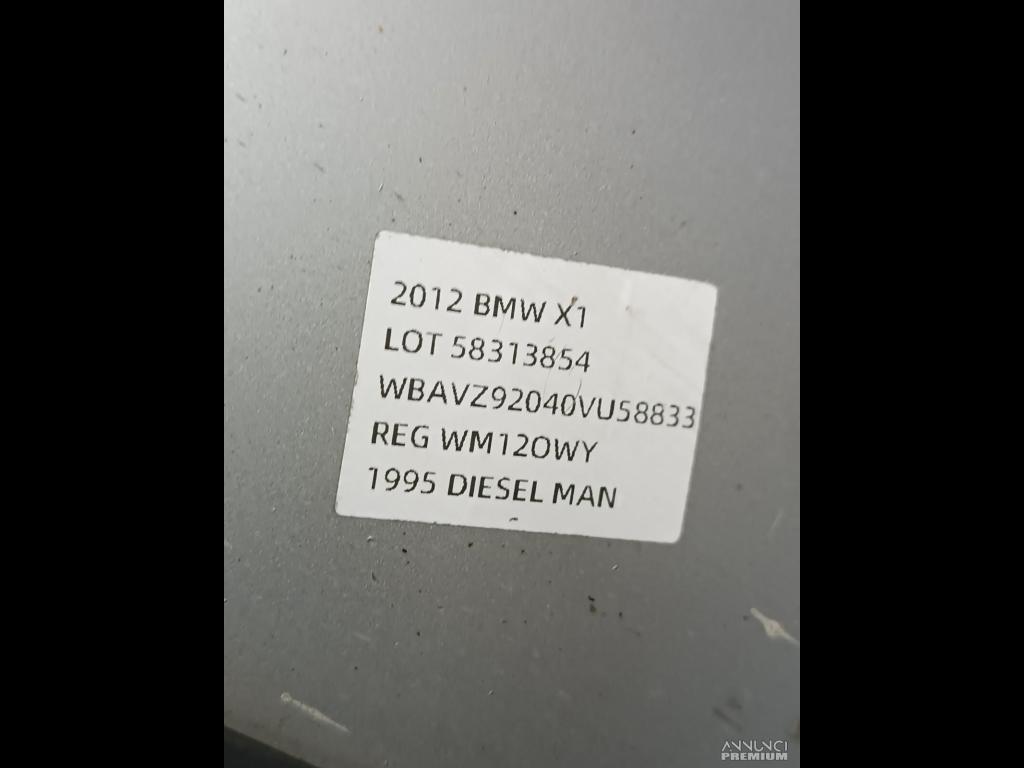 2012 BMW X1
LOT 58313854
WBAVZ92040VU58833
REG WM12OWY
1995 DIESEL MAN
ANNUNCI
PREMIUM